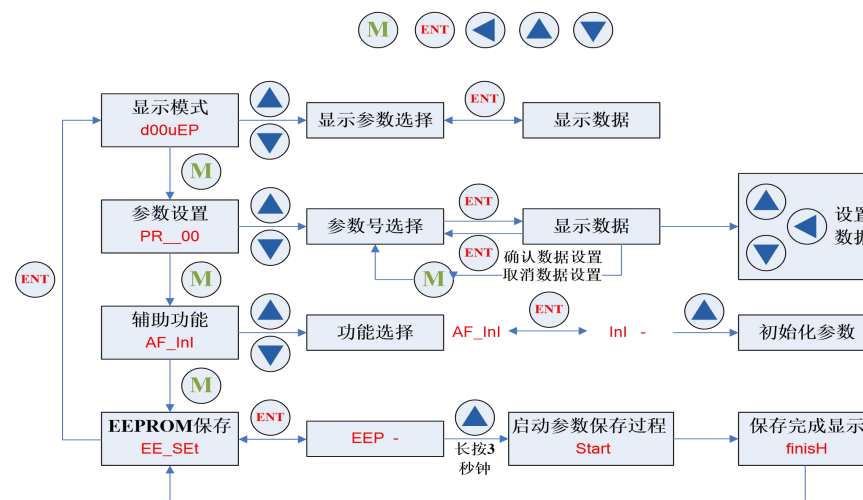 M ENT
显示模式
d00uEP
显示参数选择
ENT
显示数据
M
参数设置
PR__00
参数号选择
ENT
显示数据
设置
数据
ENT
确认数据设置
M
取消数据设置
ENT
M
辅助功能
AF_InI
功能选择
AF_InI
ENT
InI -
初始化参数
M
EEPROM保存
EE_SEt
ENT
EEP -
长按3
秒钟
启动参数保存过程
Start
保存完成显示
finisH